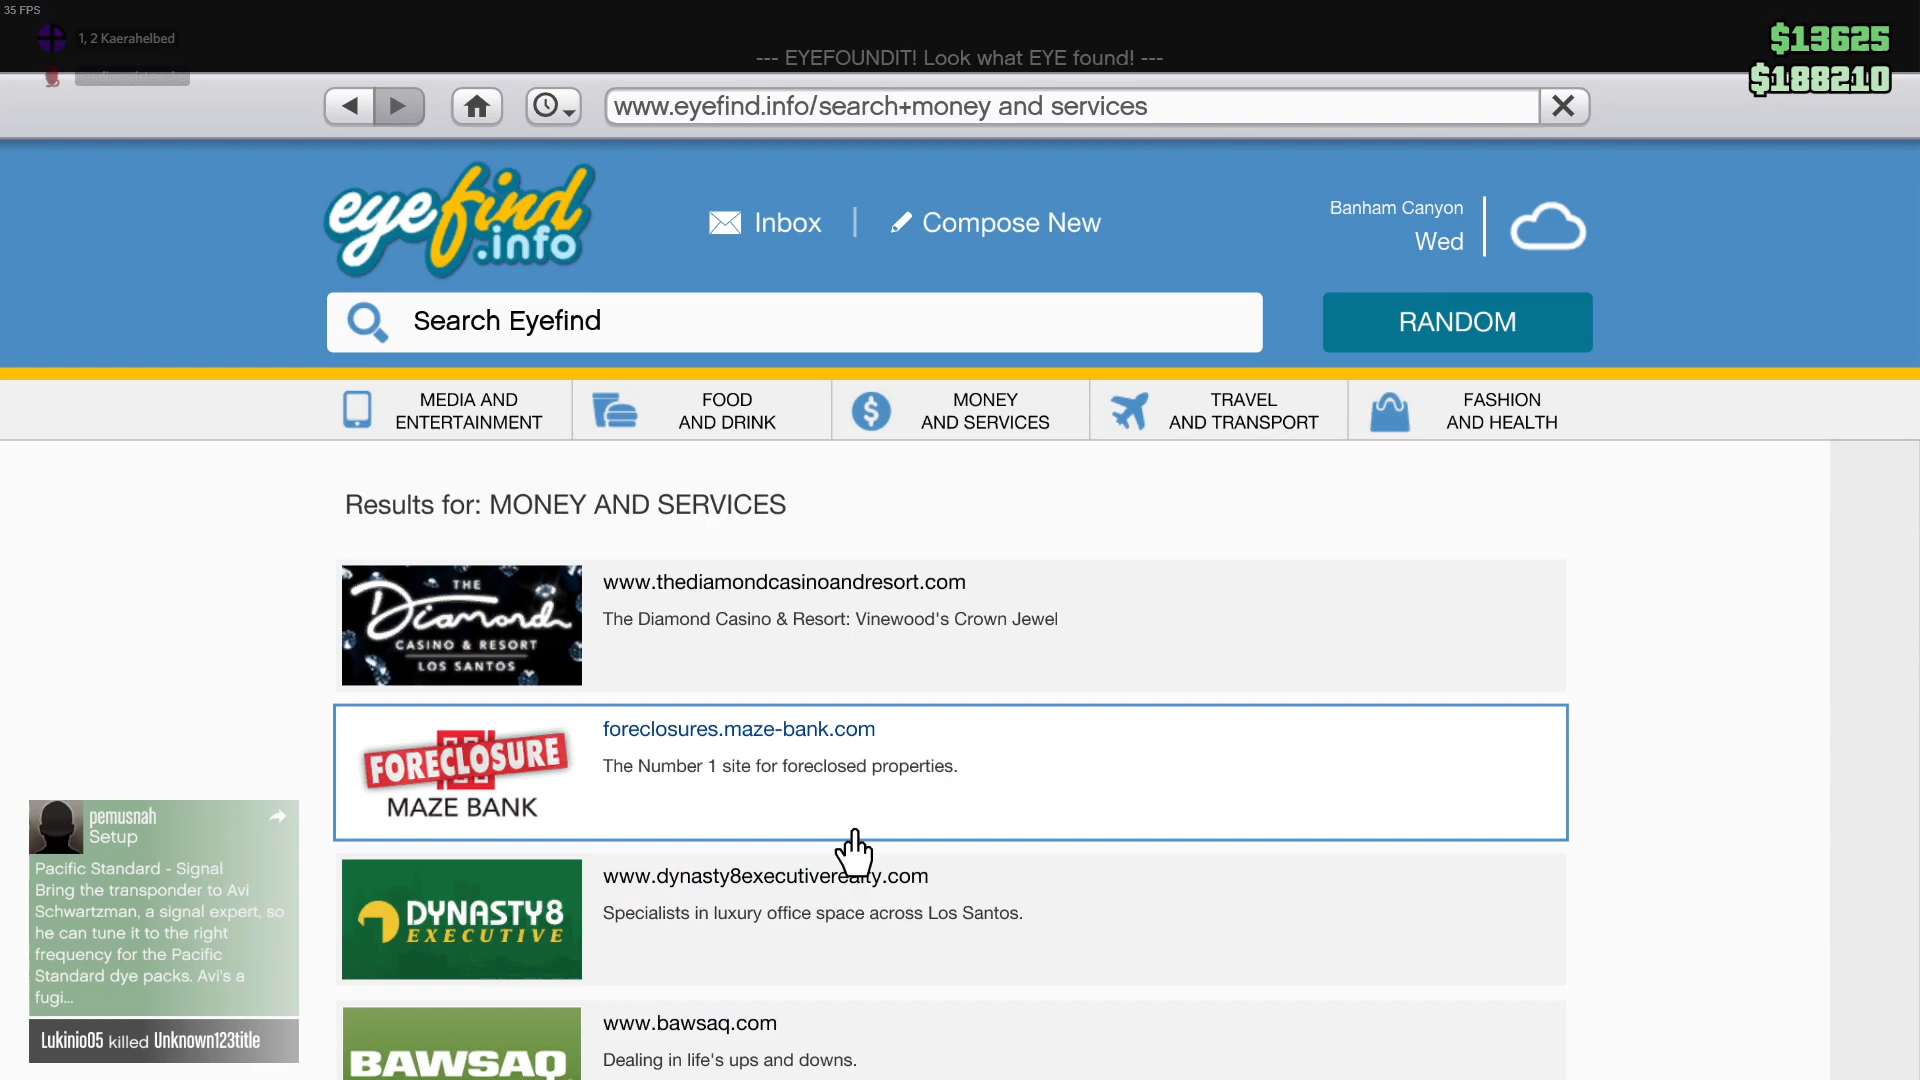 35 FPS
1, 2 Kaerahelbed
--- EYEFOUNDIT! Look what EYE found! ---
$13625
$188210
www.eyefind.info/search+money and services
eyefind
.info
Inbox
Compose New
Banham Canyon
Wed
Search Eyefind
RANDOM
MEDIA AND
ENTERTAINMENT
FOOD
AND DRINK
MONEY
AND SERVICES
TRAVEL
AND TRANSPORT
FASHION
AND HEALTH
Results for: MONEY AND SERVICES
THE
Diamond
CASINO & RESORT
LOS SANTOS
www.thediamondcasinoandresort.com
The Diamond Casino & Resort: Vinewood's Crown Jewel
FORECLOSURE
MAZE BANK
foreclosures.maze-bank.com
The Number 1 site for foreclosed properties.
DYNASTY8
EXECUTIVE
www.dynasty8executiverealty.com
Specialists in luxury office space across Los Santos.
BAWSAQ
www.bawsaq.com
Dealing in life's ups and downs.
pemusnah
Setup
Pacific Standard - Signal
Bring the transponder to Avi
Schwartzman, a signal expert, so
he can tune it to the right
frequency for the Pacific
Standard dye packs. Avi's a
fugi...
Lukinio05 killed Unknown123title